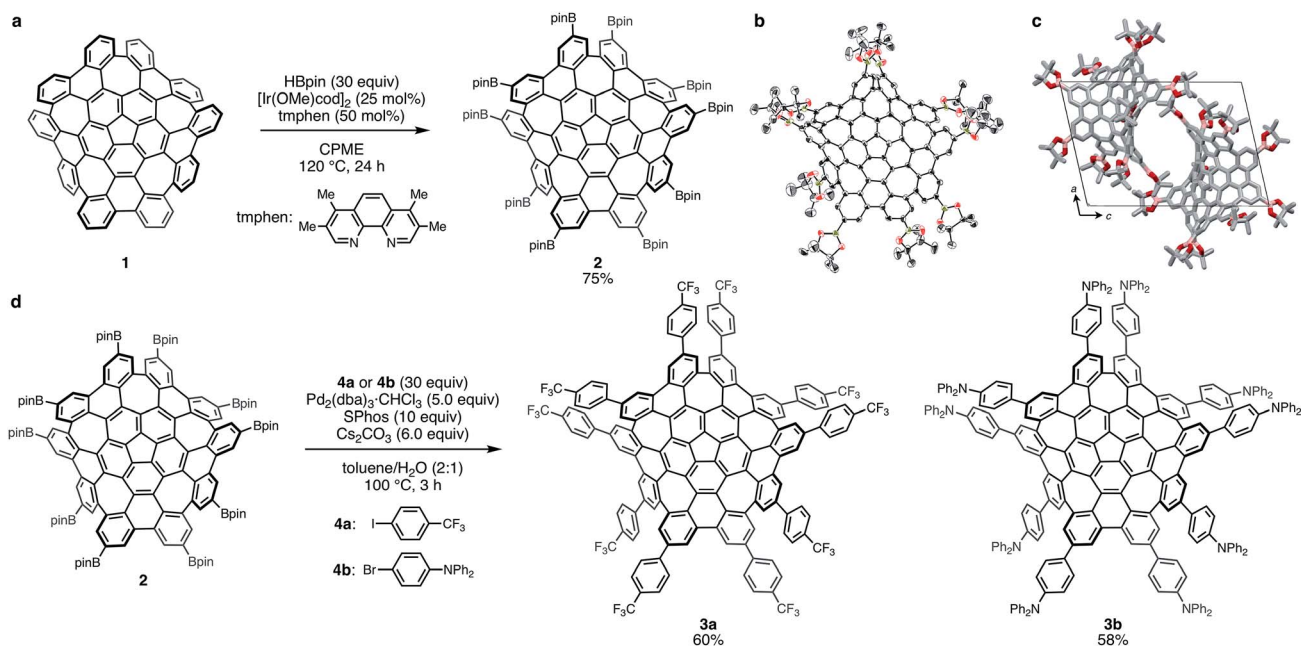 a
HBpin (30 equiv)
[Ir(OMe)cod]₂ (25 mol%)
tmphen (50 mol%)
CPME
120 °C, 24 h
tmphen:
Me
Me
Me
Me
N
N
1
pinB
Bpin
pinB
Bpin
pinB
Bpin
pinB
Bpin
pinB
Bpin
2
75%
b
c
a
c
d
pinB
Bpin
pinB
Bpin
pinB
Bpin
pinB
Bpin
pinB
Bpin
2
4a or 4b (30 equiv)
Pd₂(dba)₃·CHCl₃ (5.0 equiv)
SPhos (10 equiv)
Cs₂CO₃ (6.0 equiv)
toluene/H₂O (2:1)
100 °C, 3 h
4a: I CF₃
4b: Br NPh₂
CF₃
CF₃
CF₃
CF₃
F₃C
CF₃
CF₃
CF₃
F₃C
CF₃
3a
60%
NPh₂
NPh₂
Ph₂N
NPh₂
Ph₂N
NPh₂
Ph₂N
NPh₂
Ph₂N
NPh₂
3b
58%